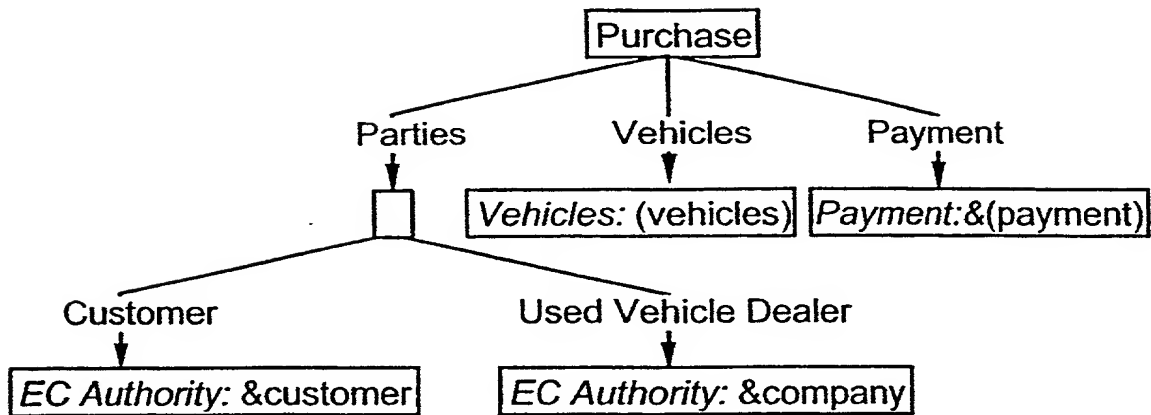 Purchase
Parties Vehicles Payment
Vehicles: (vehicles) Payment:&(payment)
Customer Used Vehicle Dealer
EC Authority: &customer EC Authority: &company